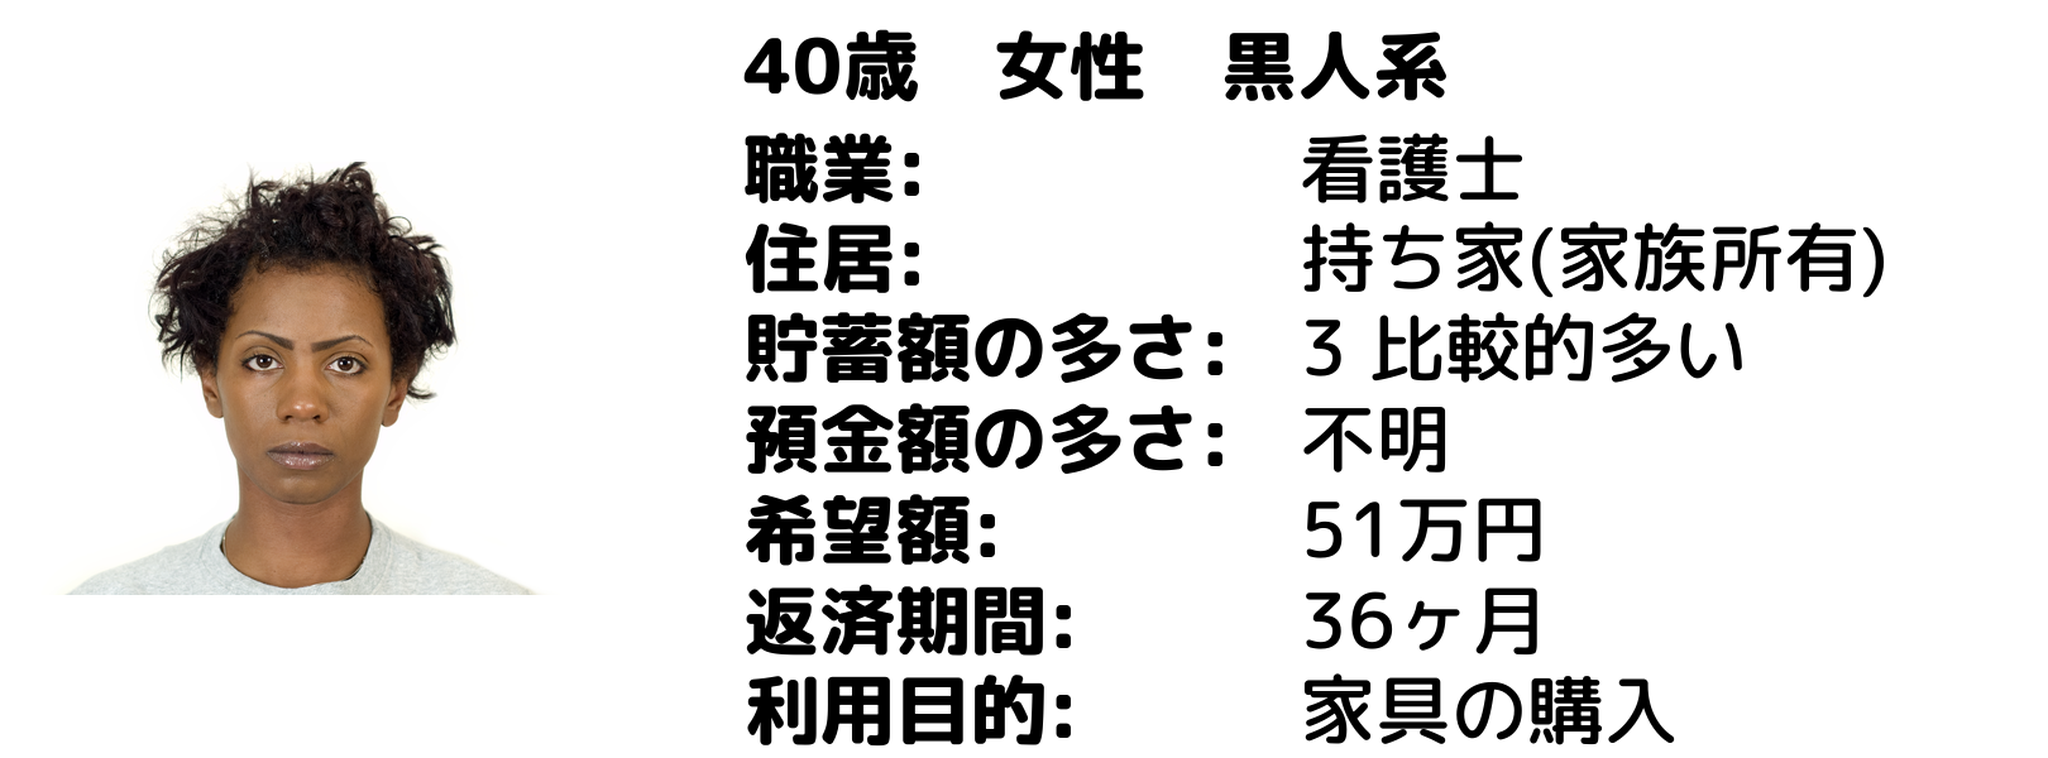 40歳　女性　黒人系
職業: 看護士
住居: 持ち家(家族所有)
貯蓄額の多さ: 3 比較的多い
預金額の多さ: 不明
希望額: 51万円
返済期間: 36ヶ月
利用目的: 家具の購入